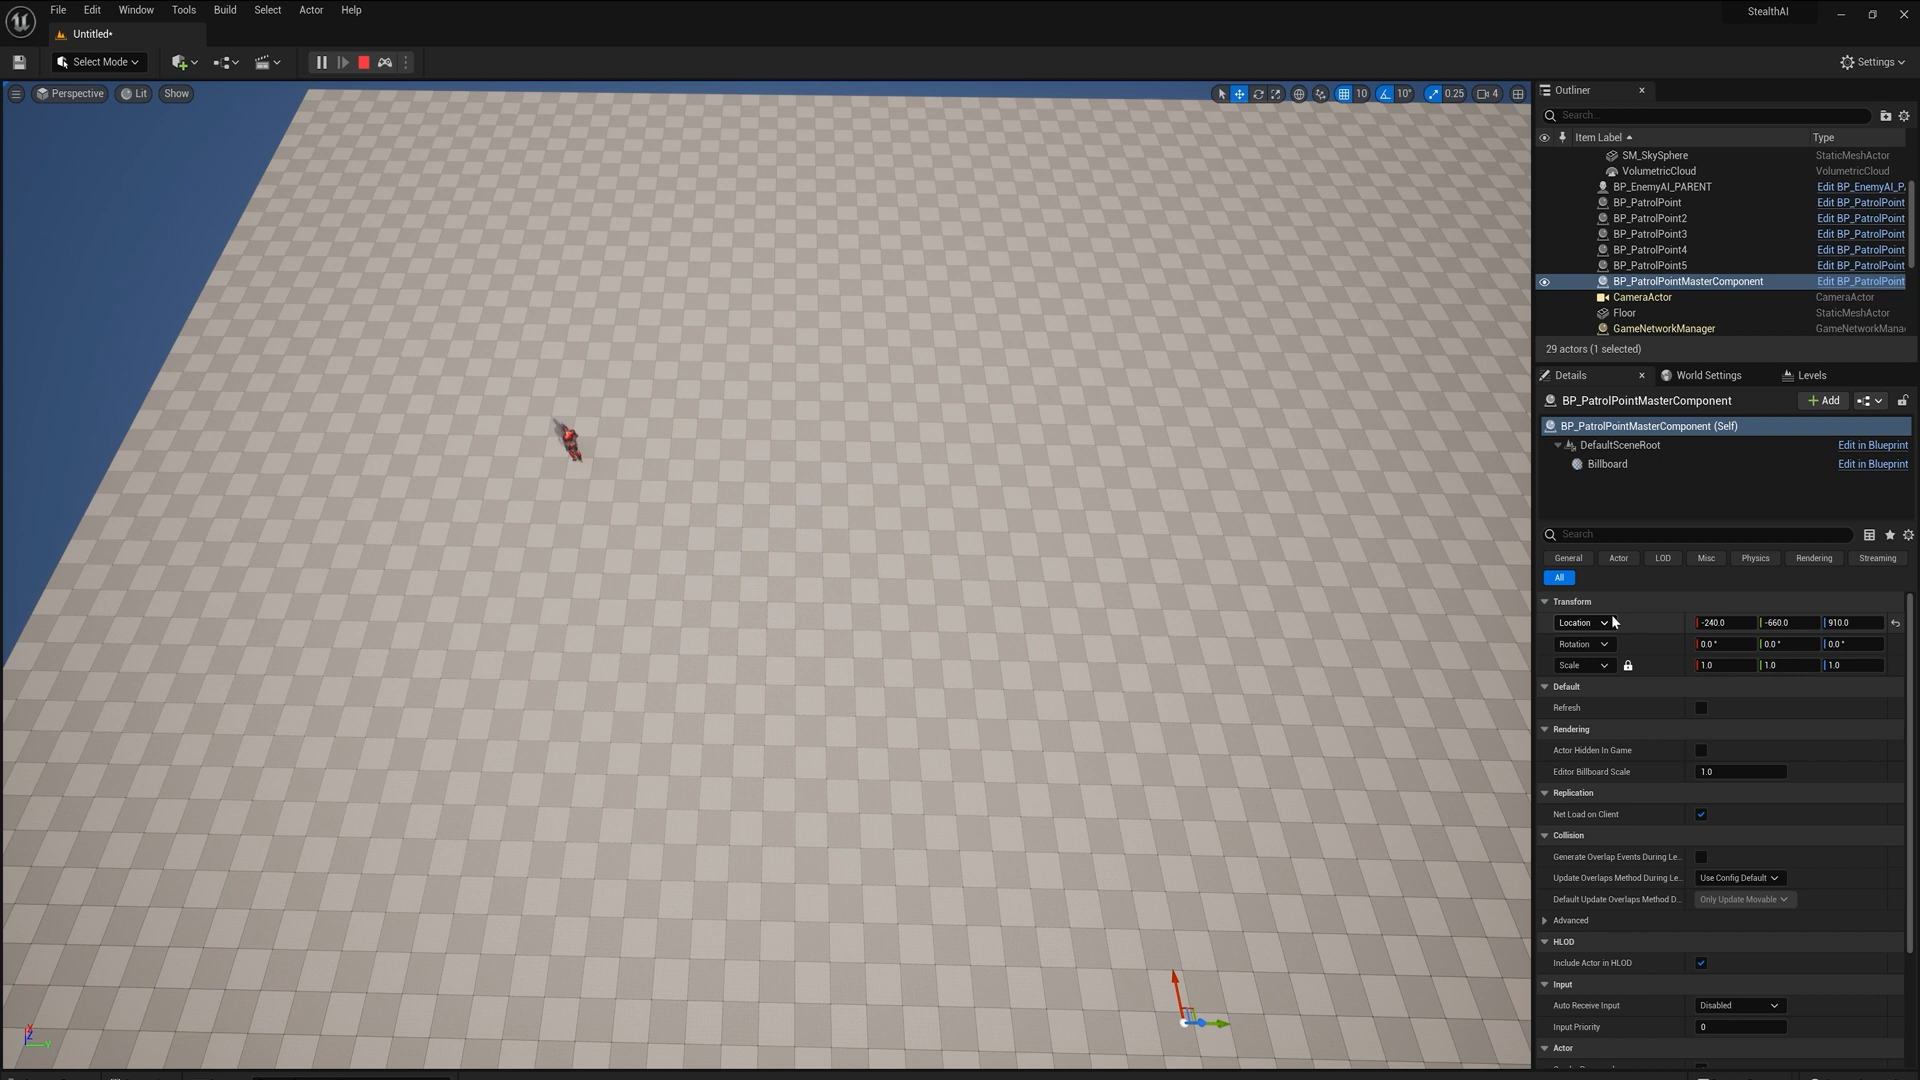 File Edit Window Tools Build Select Actor Help
StealthAI
Untitled*
Select Mode
Settings
Perspective Lit Show
10 10° 0.25 4
Outliner
Search...
Item Label Type
SM_SkySphere StaticMeshActor
VolumetricCloud VolumetricCloud
BP_EnemyAI_PARENT Edit BP_EnemyAI_P
BP_PatrolPoint Edit BP_PatrolPoint
BP_PatrolPoint2 Edit BP_PatrolPoint
BP_PatrolPoint3 Edit BP_PatrolPoint
BP_PatrolPoint4 Edit BP_PatrolPoint
BP_PatrolPoint5 Edit BP_PatrolPoint
BP_PatrolPointMasterComponent Edit BP_PatrolPoint
CameraActor CameraActor
Floor StaticMeshActor
GameNetworkManager GameNetworkMana
29 actors (1 selected)
Details World Settings Levels
BP_PatrolPointMasterComponent Add
BP_PatrolPointMasterComponent (Self)
DefaultSceneRoot Edit in Blueprint
Billboard Edit in Blueprint
Search
General Actor LOD Misc Physics Rendering Streaming
All
Transform
Location -240.0 -660.0 910.0
Rotation 0.0° 0.0° 0.0°
Scale 1.0 1.0 1.0
Default
Refresh
Rendering
Actor Hidden In Game
Editor Billboard Scale 1.0
Replication
Net Load on Client
Collision
Generate Overlap Events During Le...
Update Overlaps Method During Le... Use Config Default
Default Update Overlaps Method D... Only Update Movable
Advanced
HLOD
Include Actor in HLOD
Input
Auto Receive Input Disabled
Input Priority 0
Actor
X Z Y